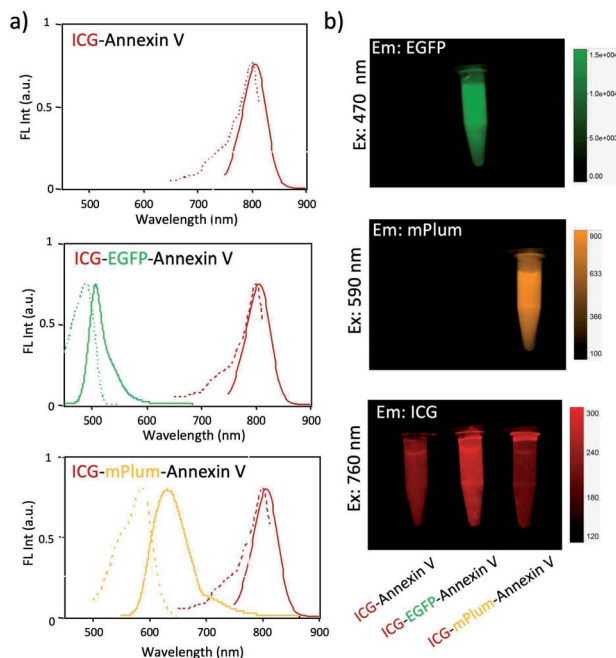 a)
ICG-Annexin V
FL Int (a.u.)
1
0.5
0
500 600 700 800 900
Wavelength (nm)
ICG-EGFP-Annexin V
FL Int (a.u.)
1
0.5
0
500 600 700 800 900
Wavelength (nm)
ICG-mPlum-Annexin V
FL Int (a.u.)
1
0.5
0
500 600 700 800 900
Wavelength (nm)
b)
Ex: 470 nm
Em: EGFP
1.5e+004
1.0e+004
5.0e+003
0.00
Ex: 590 nm
Em: mPlum
900
633
366
100
Ex: 760 nm
Em: ICG
300
240
180
120
ICG-Annexin V
ICG-EGFP-Annexin V
ICG-mPlum-Annexin V